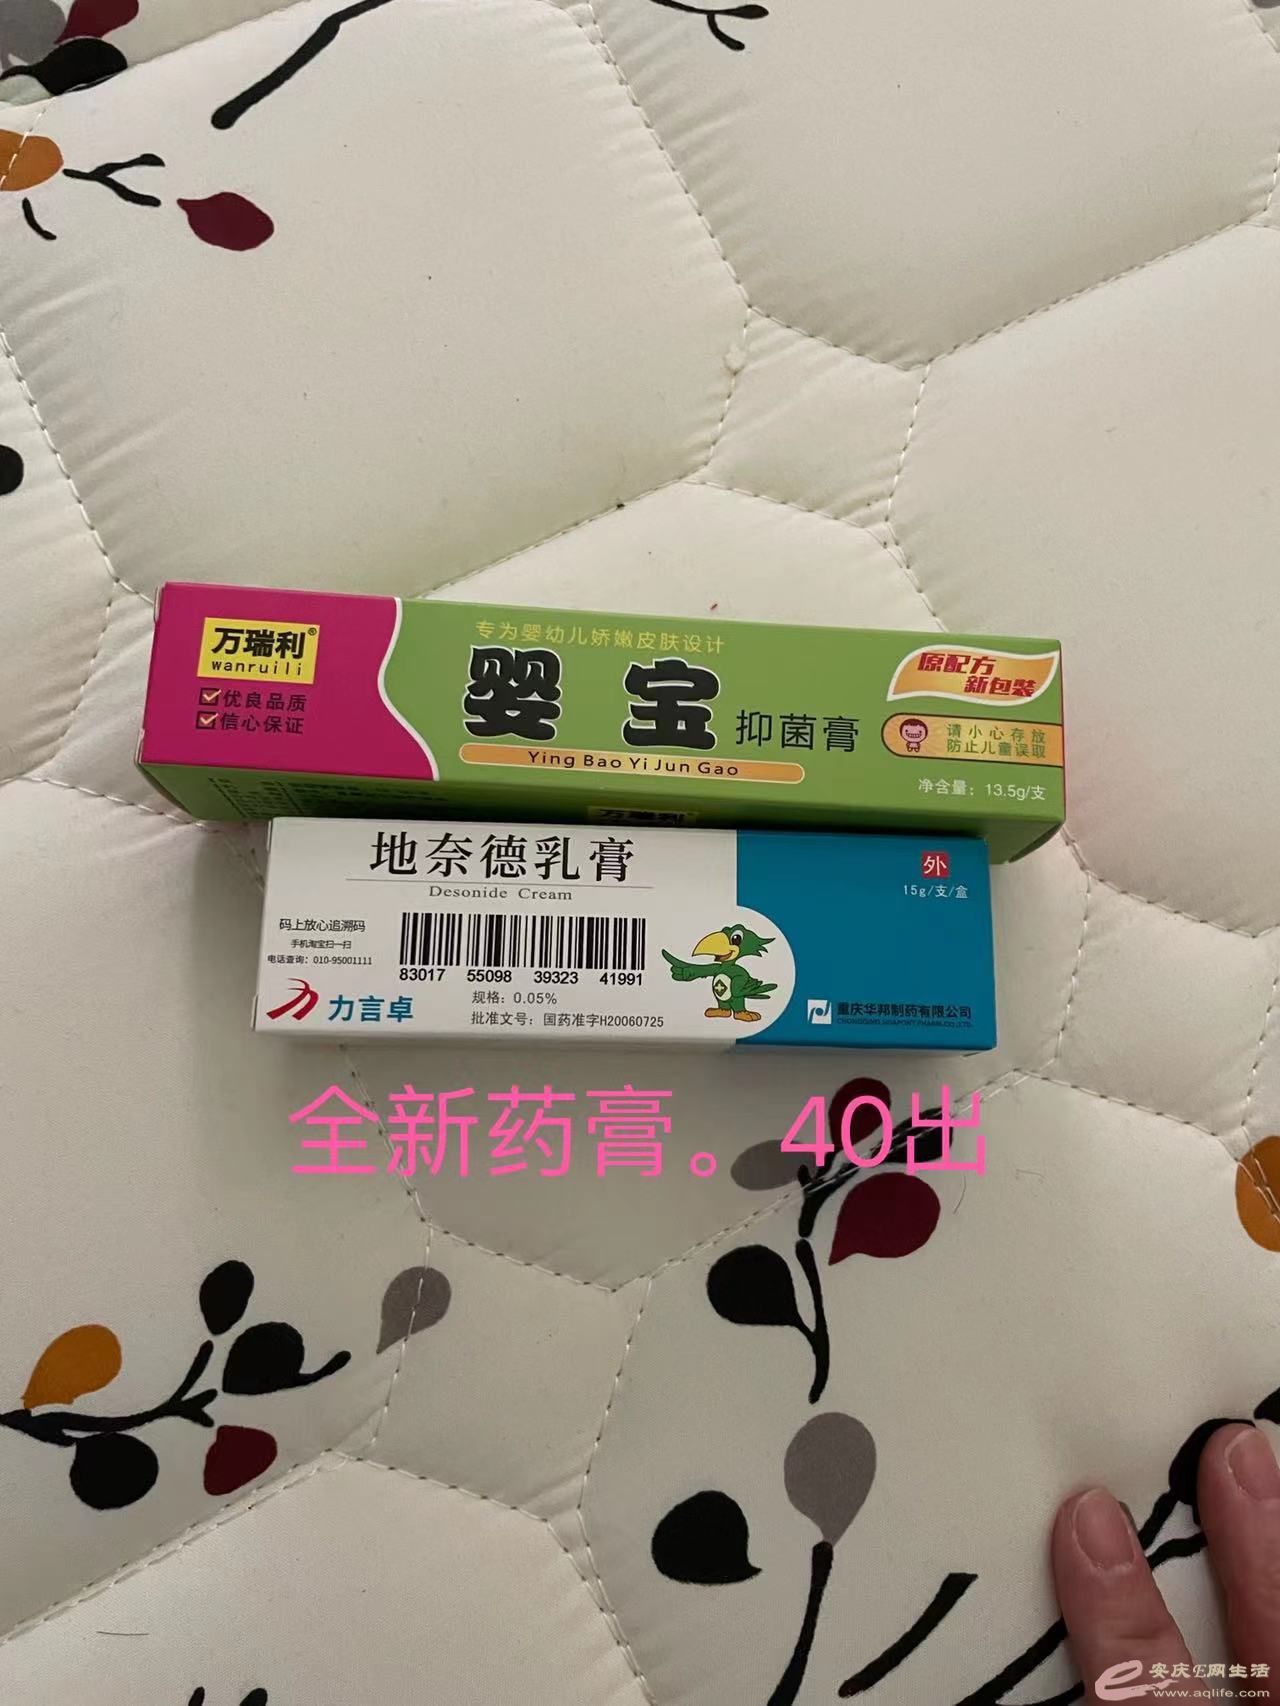 万瑞利®
wanruili
优良品质
信心保证
专为婴幼儿娇嫩皮肤设计
婴宝抑菌膏
Ying Bao Yi Jun Gao
原配方
新包装
请小心存放
防止儿童误取
净含量：13.5g/支
万瑞利
地奈德乳膏
Desonide Cream
外
15g/支/盒
码上放心追溯码
手机淘宝扫一扫
电话查询：010-95001111
83017 55098 39323 41991
力言卓
规格：0.05%
批准文号：国药准字H20060725
重庆华邦制药有限公司
全新药膏。40出
安庆E网生活
www.aqlife.com